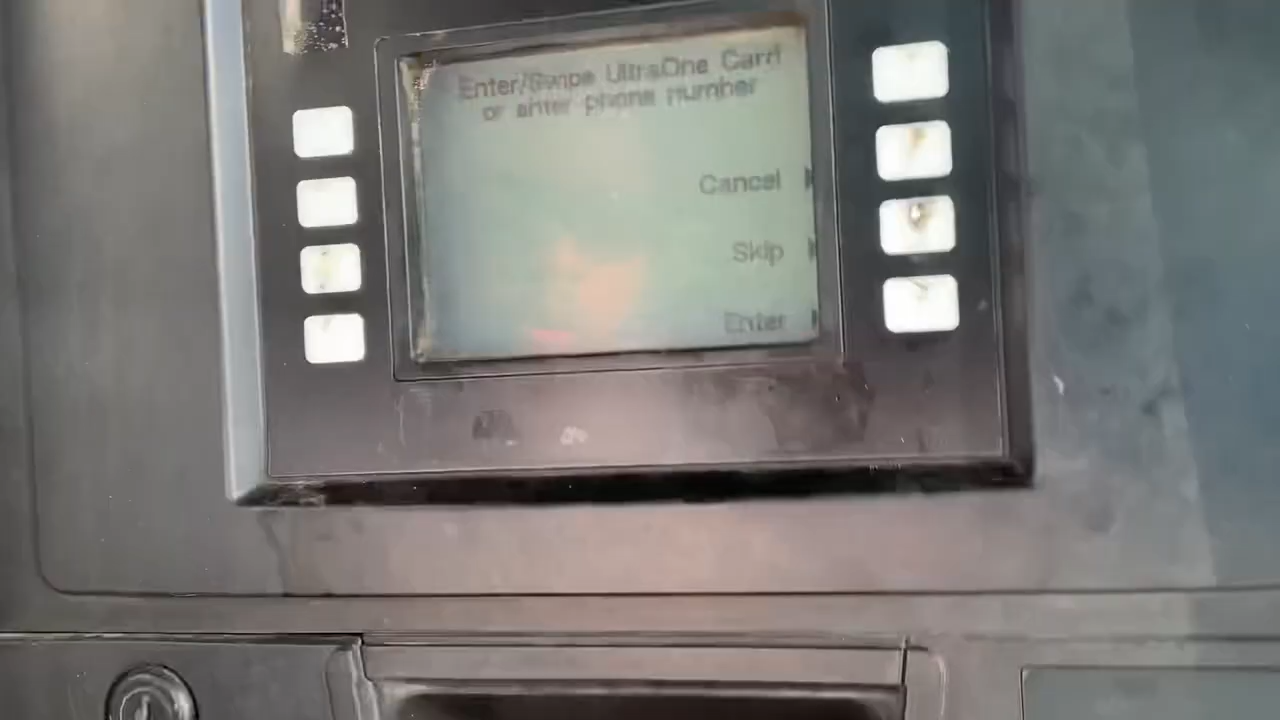 Enter/Swipe UltraOne Card
or enter phone number
Cancel
Skip
Enter